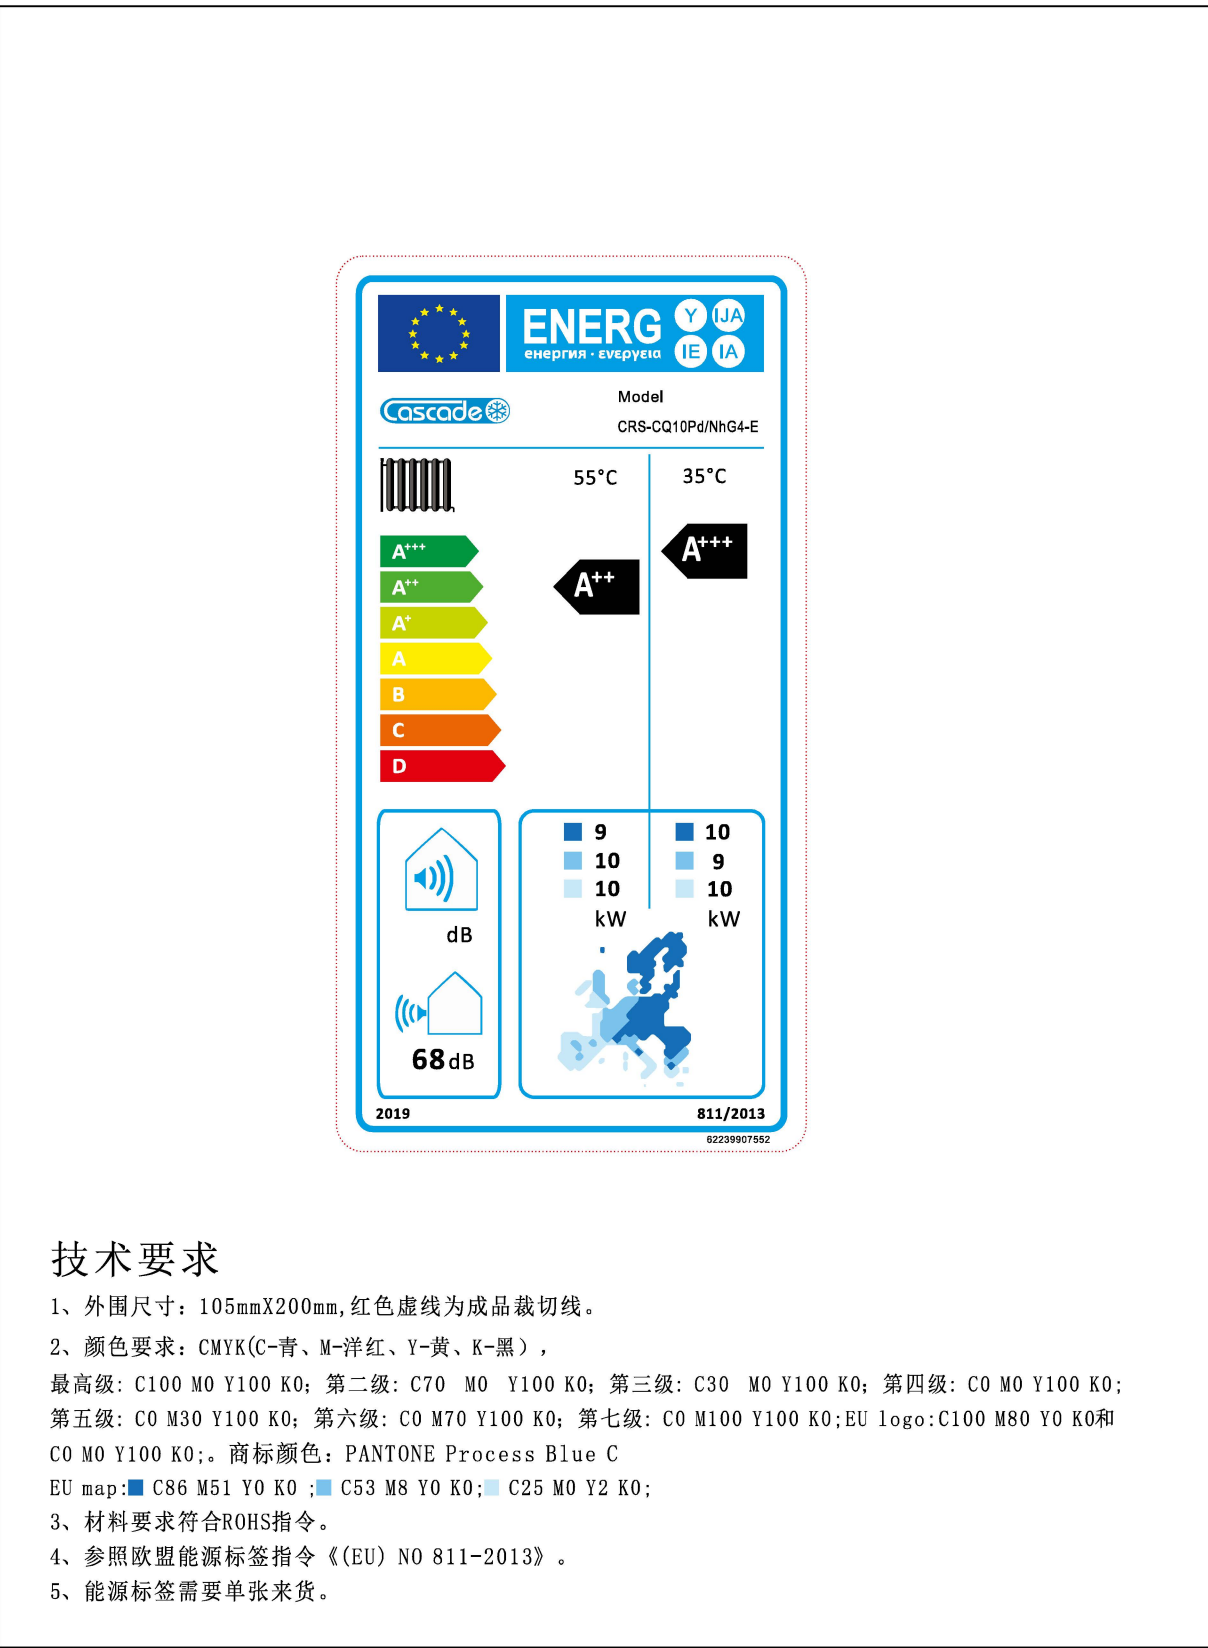 ENERG
енергия · ενεργεια
Y
IJA
IE
IA
Cascade
Model
CRS-CQ10Pd/NhG4-E
55°C
35°C
A+++
A++
A+
A
B
C
D
A++
A+++
9
10
10
kW
10
9
10
kW
dB
68 dB
2019
811/2013
62239907552
技术要求
1、外围尺寸：105mmX200mm,红色虚线为成品裁切线。
2、颜色要求：CMYK(C-青、M-洋红、Y-黄、K-黑），
最高级: C100 M0 Y100 K0; 第二级: C70 M0 Y100 K0; 第三级: C30 M0 Y100 K0; 第四级: C0 M0 Y100 K0;
第五级: C0 M30 Y100 K0; 第六级: C0 M70 Y100 K0; 第七级: C0 M100 Y100 K0;EU logo:C100 M80 Y0 K0和
C0 M0 Y100 K0;。商标颜色：PANTONE Process Blue C
EU map: C86 M51 Y0 K0 ; C53 M8 Y0 K0; C25 M0 Y2 K0;
3、材料要求符合ROHS指令。
4、参照欧盟能源标签指令《(EU) NO 811-2013》。
5、能源标签需要单张来货。